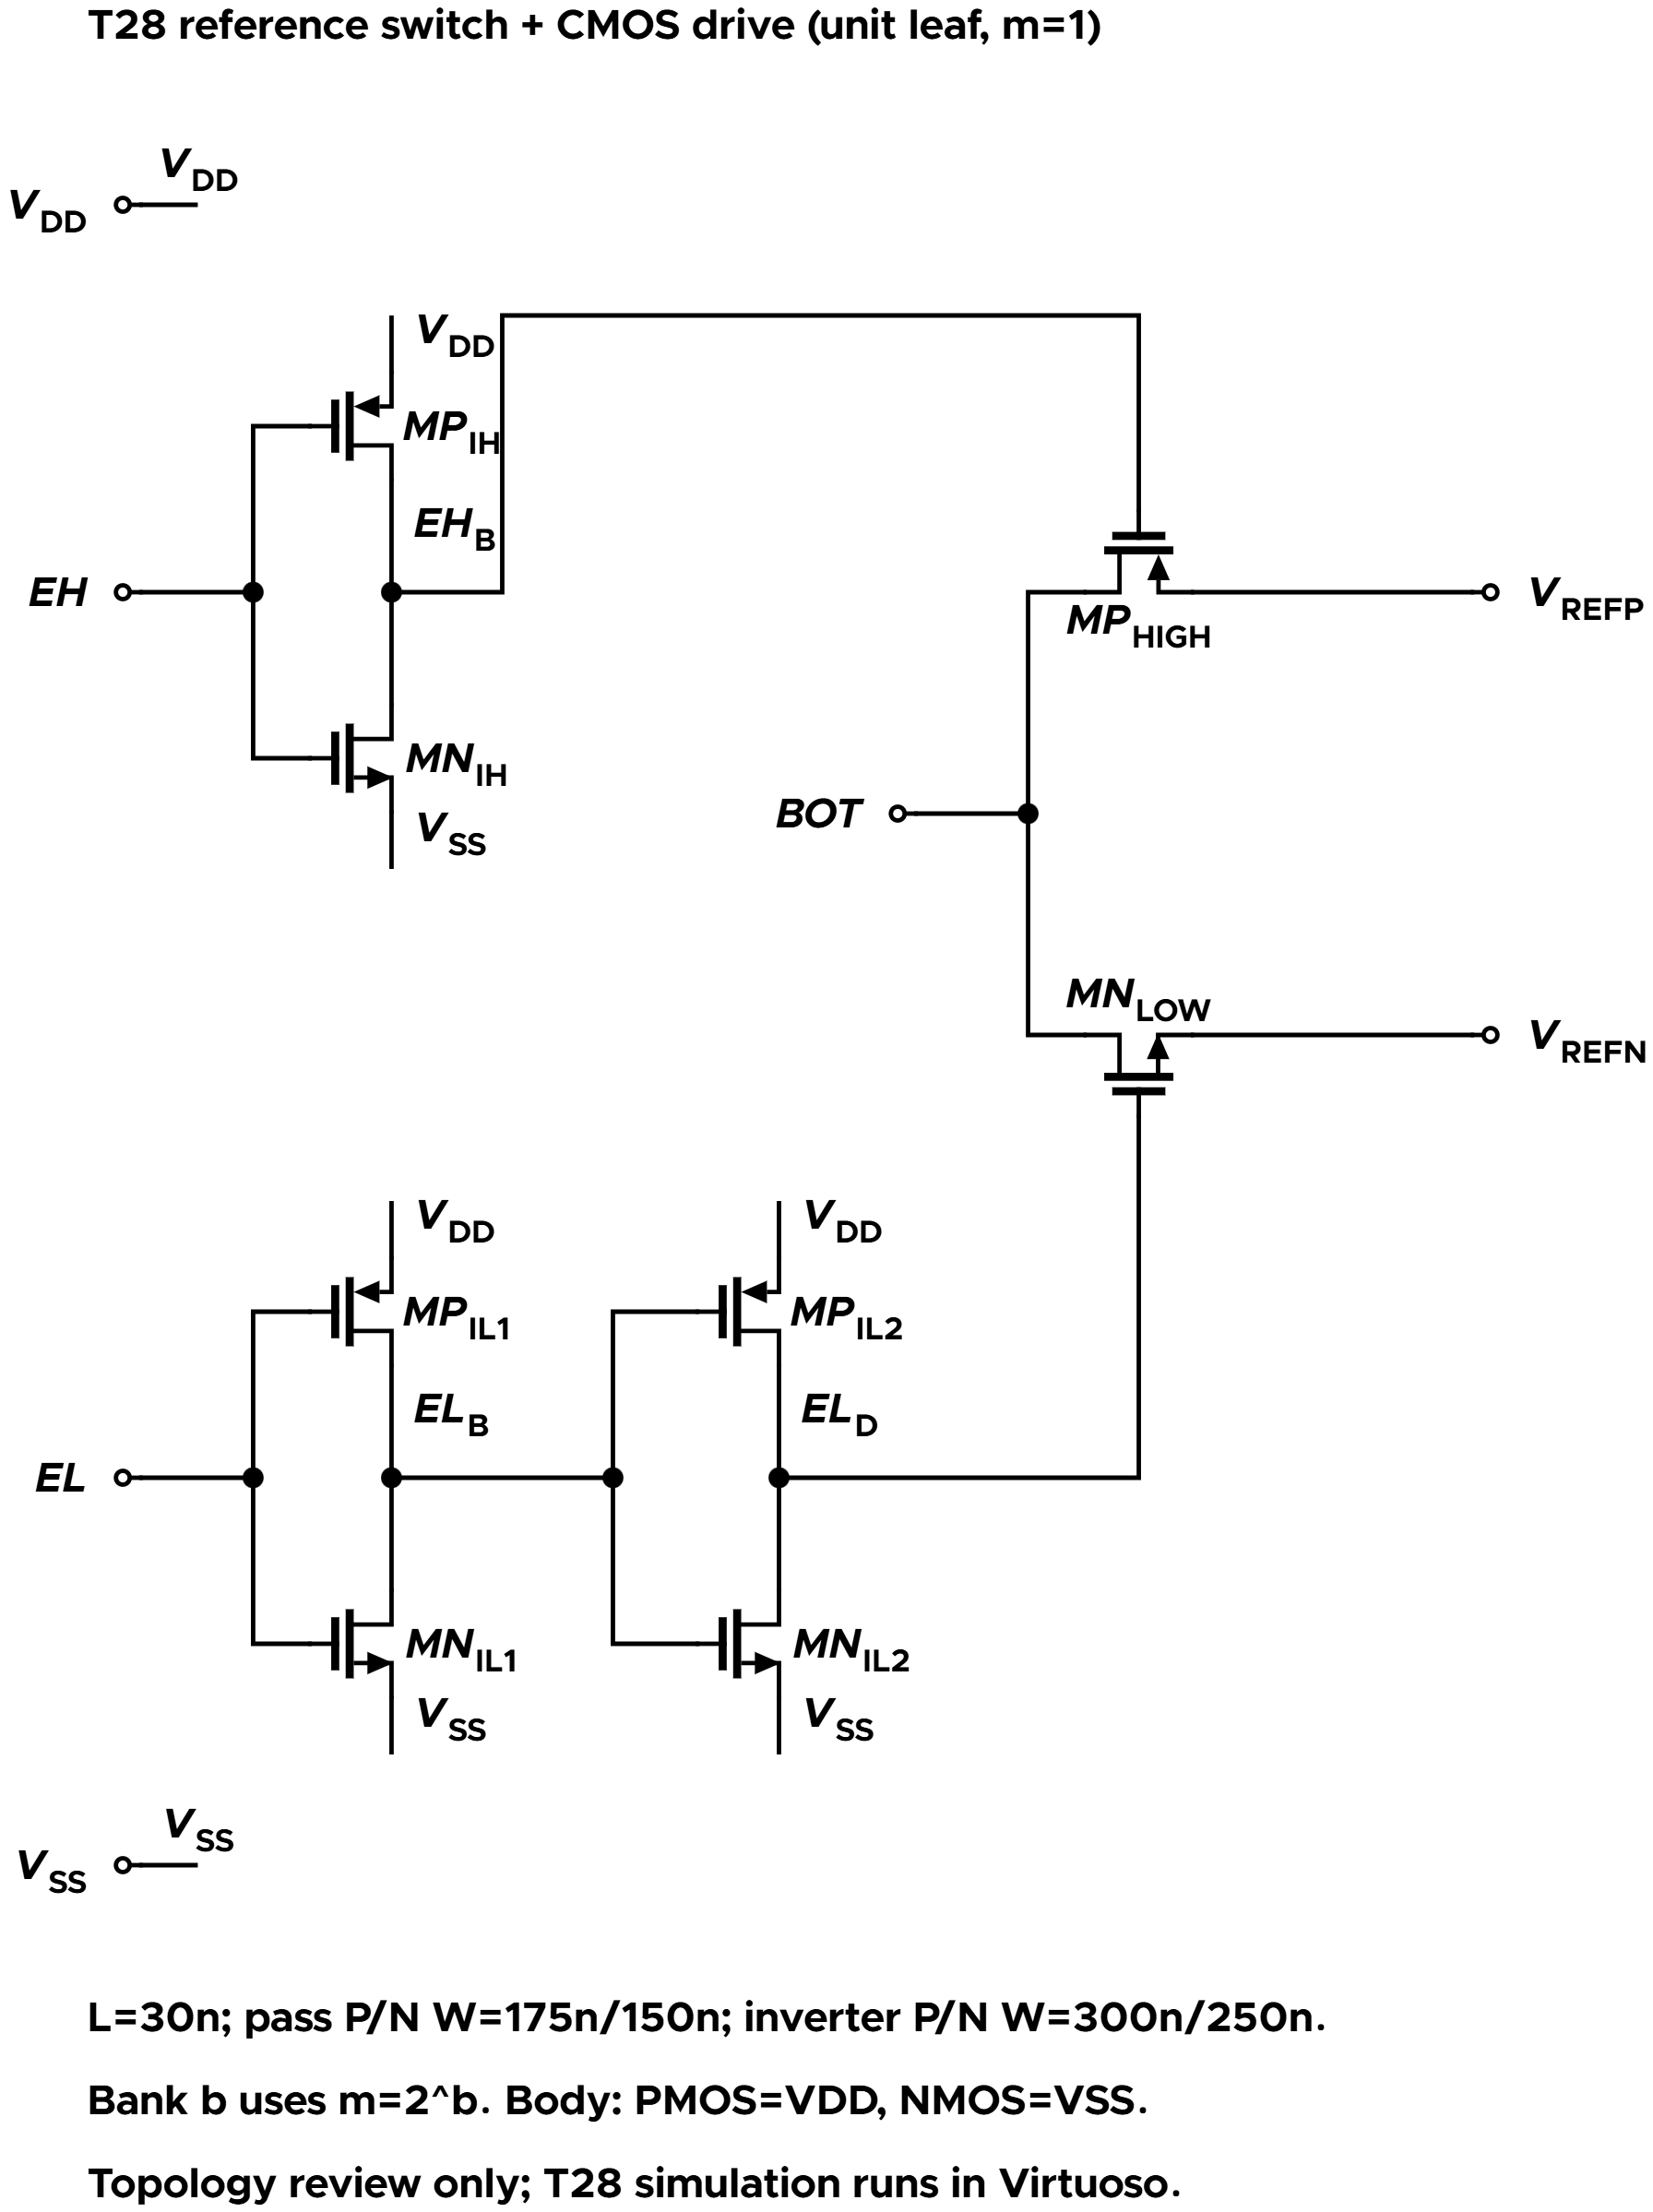 T28 reference switch + CMOS drive (unit leaf, m=1)
VDD
VDD
VDD
MPIH
EHB
EH
MPHIGH
VREFP
MNIH
BOT
VSS
MNLOW
VREFN
VDD
VDD
MPIL1
MPIL2
ELB
ELD
EL
MNIL1
MNIL2
VSS
VSS
VSS
VSS
L=30n; pass P/N W=175n/150n; inverter P/N W=300n/250n.
Bank b uses m=2^b. Body: PMOS=VDD, NMOS=VSS.
Topology review only; T28 simulation runs in Virtuoso.